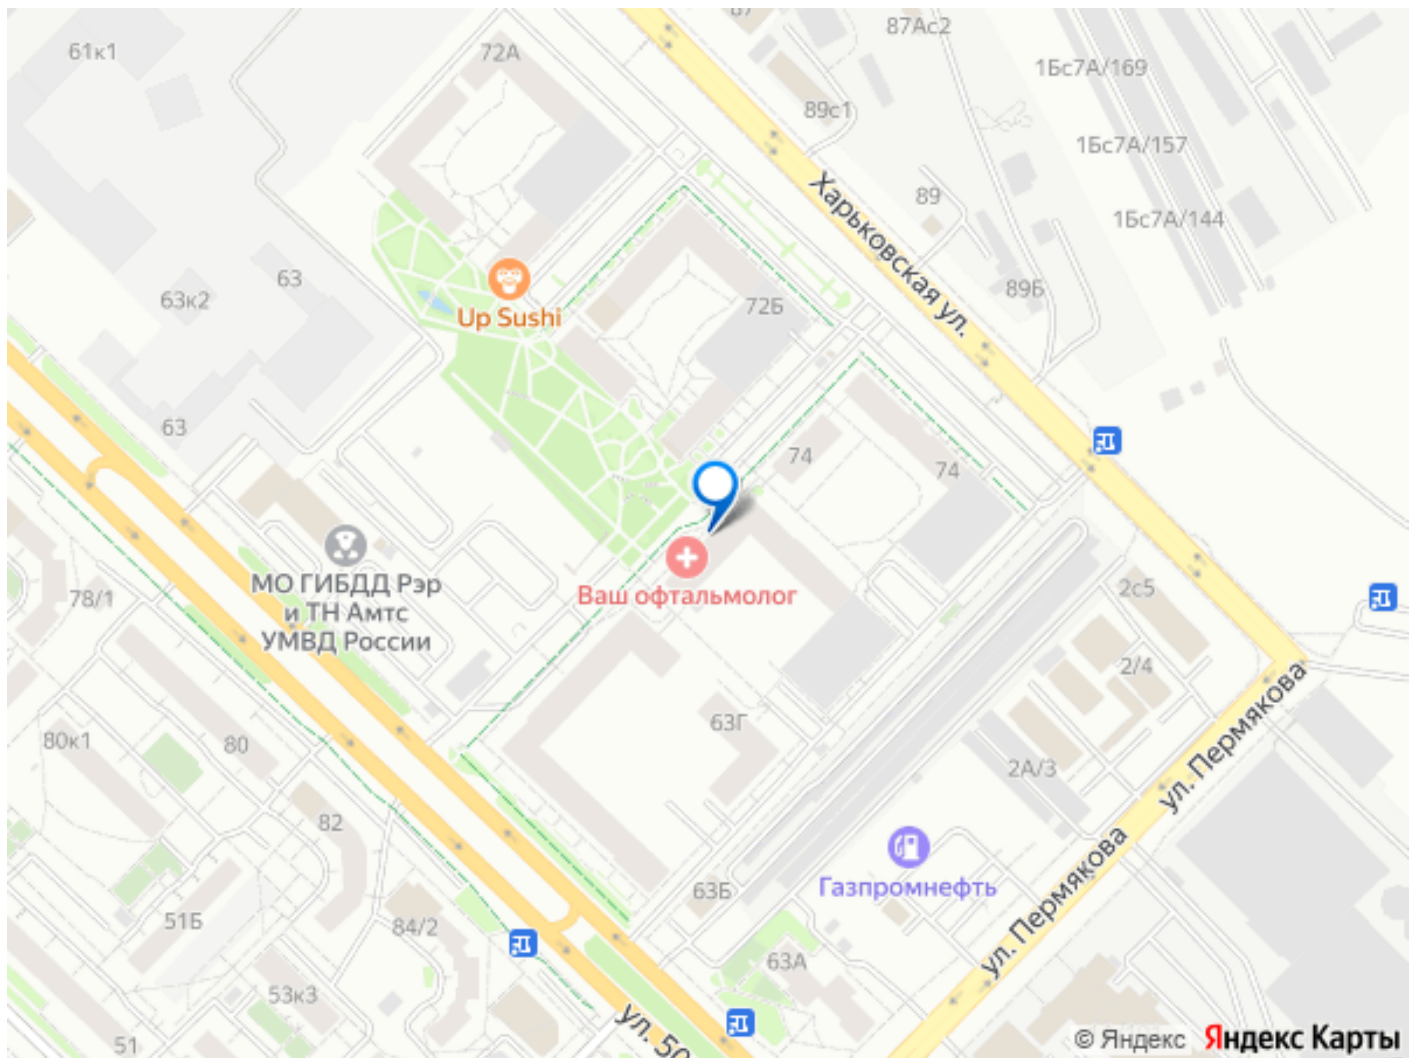 61к1
72А
87Ас2
1Бс7А/169
89с1
1Бс7А/157
89
1Бс7А/144
Харьковская ул.
63
63к2
89Б
72Б
Up Sushi
63
74
74
МО ГИБДД Рэр
и ТН Амтс
УМВД России
Ваш офтальмолог
78/1
2с5
2/4
ул. Пермякова
63Г
80к1
80
2А/3
82
Газпромнефть
63Б
ул. Пермякова
51Б
84/2
63А
53к3
ул. 50
51
© Яндекс Яндекс Карты